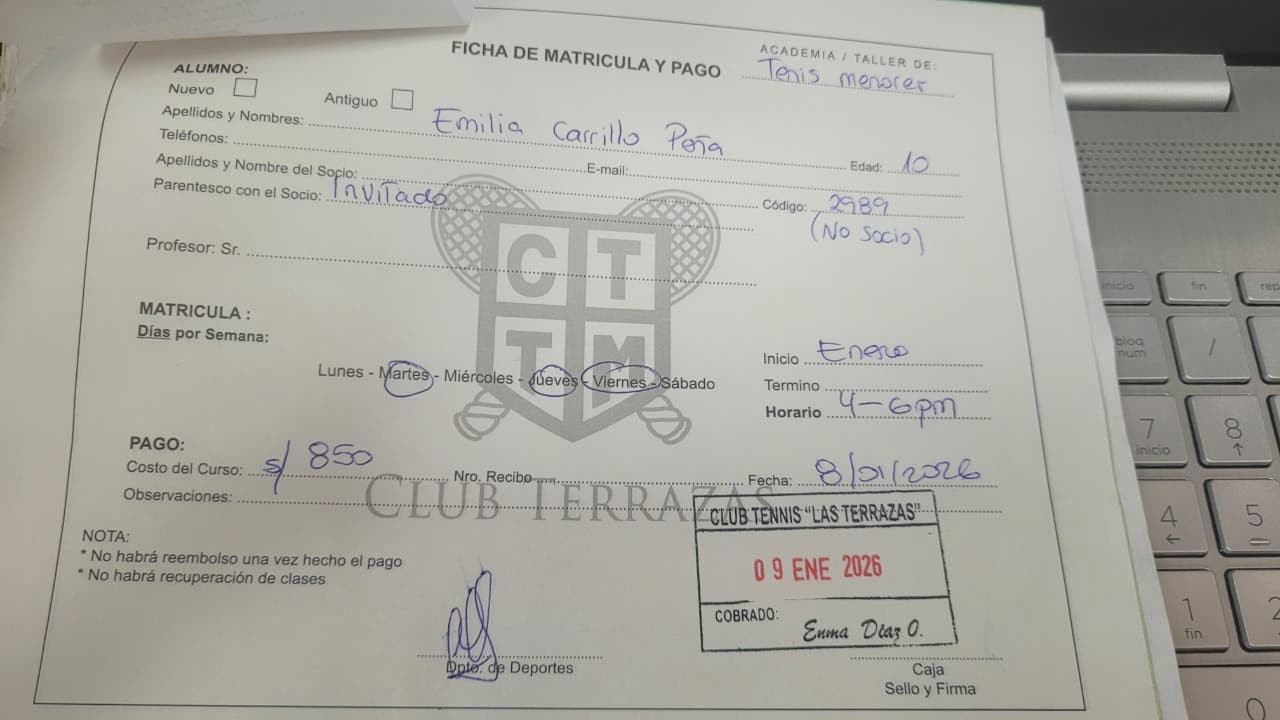 FICHA DE MATRICULA Y PAGO
ACADEMIA / TALLER DE:
Tenis menores
ALUMNO:
Nuevo
Antiguo
Apellidos y Nombres: Emilia Carrillo Peña Edad: 10
Teléfonos: E-mail:
Apellidos y Nombre del Socio: Código: 2989
Parentesco con el Socio: Invitado (No socio)
Profesor: Sr.
CTTM
MATRICULA :
Días por Semana:
Lunes - Martes - Miércoles - Jueves - Viernes - Sábado
Inicio Enero
Termino
Horario 4-6pm
PAGO:
Costo del Curso: s/ 850 Nro. Recibo Fecha: 8/01/2026
Observaciones:
CLUB TERRAZAS
NOTA:
* No habrá reembolso una vez hecho el pago
* No habrá recuperación de clases
CLUB TENNIS "LAS TERRAZAS"
09 ENE 2026
COBRADO:
Enma Díaz O.
Dpto. de Deportes
Caja
Sello y Firma
inicio
fin
rep
bloq
num
/
7
inicio
8
↑
4
←
5
1
fin
2
0